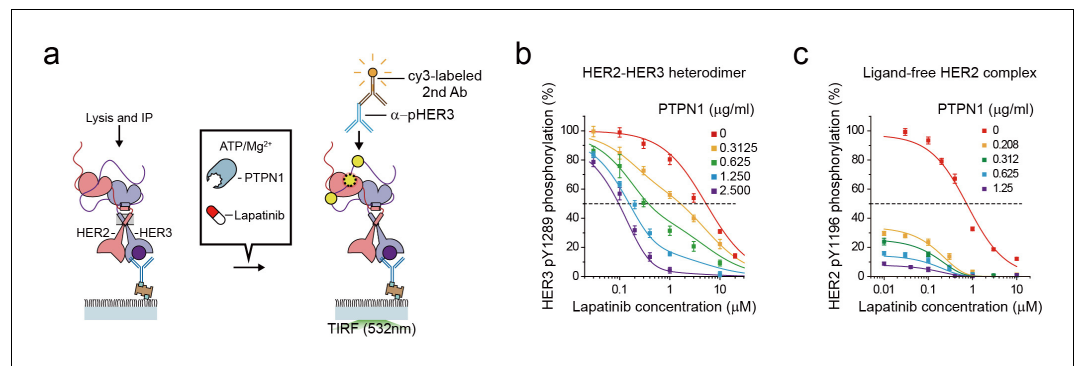 a
Lysis and IP
HER2-
-HER3
ATP/Mg²⁺
-PTPN1
Lapatinib
cy3-labeled
2nd Ab
α-pHER3
TIRF (532nm)
b
HER2-HER3 heterodimer
PTPN1 (μg/ml)
0
0.3125
0.625
1.250
2.500
HER3 pY1289 phosphorylation (%)
100
80
60
40
20
0
0.1
1
10
Lapatinib concentration (μM)
c
Ligand-free HER2 complex
PTPN1 (μg/ml)
0
0.208
0.312
0.625
1.25
HER2 pY1196 phosphorylation (%)
100
80
60
40
20
0
0.01
0.1
1
10
Lapatinib concentration (μM)